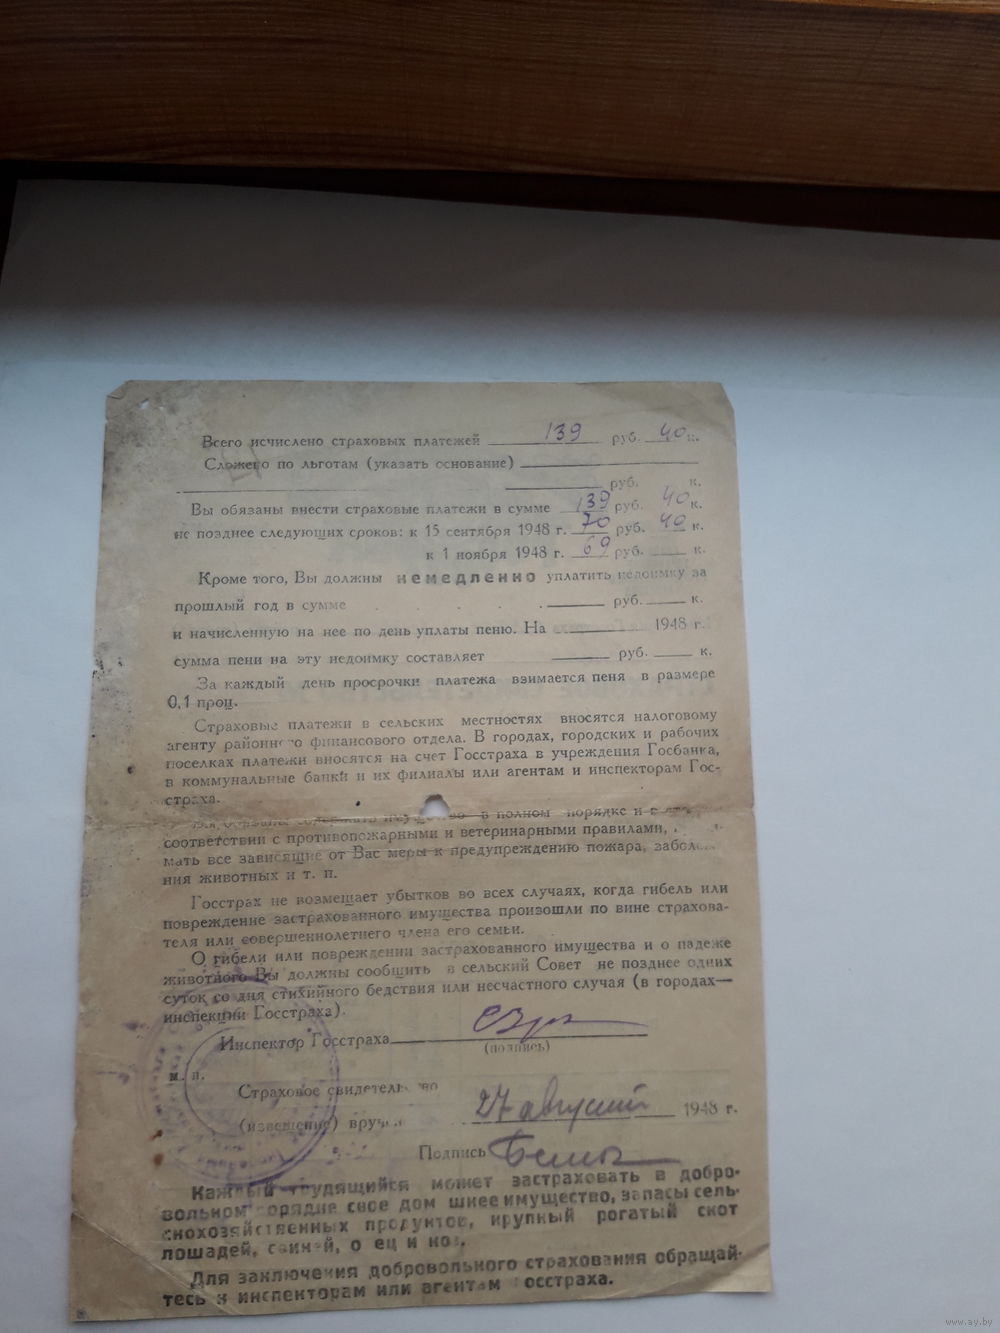 Всего исчислено страховых платежей 139 руб. 40 к.
Сложено по льготам (указать основание)
руб. к.
Вы обязаны внести страховые платежи в сумме 139 руб. 40 к.
не позднее следующих сроков: к 15 сентября 1948 г. 70 руб. 40 к.
к 1 ноября 1948 г. 69 руб. к.
Кроме того, Вы должны немедленно уплатить недоимку за
прошлый год в сумме . . . . руб. к.
и начисленную на нее по день уплаты пеню. На 1948 г.
сумма пени на эту недоимку составляет руб. к.
За каждый день просрочки платежа взимается пеня в размере
0,1 проц.
Страховые платежи в сельских местностях вносятся налоговому
агенту районного финансового отдела. В городах, городских и рабочих
поселках платежи вносятся на счет Госстраха в учреждения Госбанка,
в коммунальные банки и их филиалы или агентам и инспекторам Гос-
страха.
в полном порядке и в
соответствии с противопожарными и ветеринарными правилами,
мать все зависящие от Вас меры к предупреждению пожара, заболе
ния животных и т. п.
Госстрах не возмещает убытков во всех случаях, когда гибель или
повреждение застрахованного имущества произошли по вине страхова-
теля или совершеннолетнего члена его семьи.
О гибели или повреждении застрахованного имущества и о падеже
животного Вы должны сообщить в сельский Совет не позднее одних
суток со дня стихийного бедствия или несчастного случая (в городах—
инспекции Госстраха).
Инспектор Госстраха
(подпись)
м. п.
Страховое свидетельство
(извещение) вруч 27 августа 1948 г.
Подпись
Каждый трудящийся может застраховать в добро-
вольном порядке свое домашнее имущество, запасы сель-
скохозяйственных продуктов, крупный рогатый скот
лошадей, свиней, овец и коз.
Для заключения добровольного страхования обращай-
тесь к инспекторам или агентам Госстраха.
www.ay.by